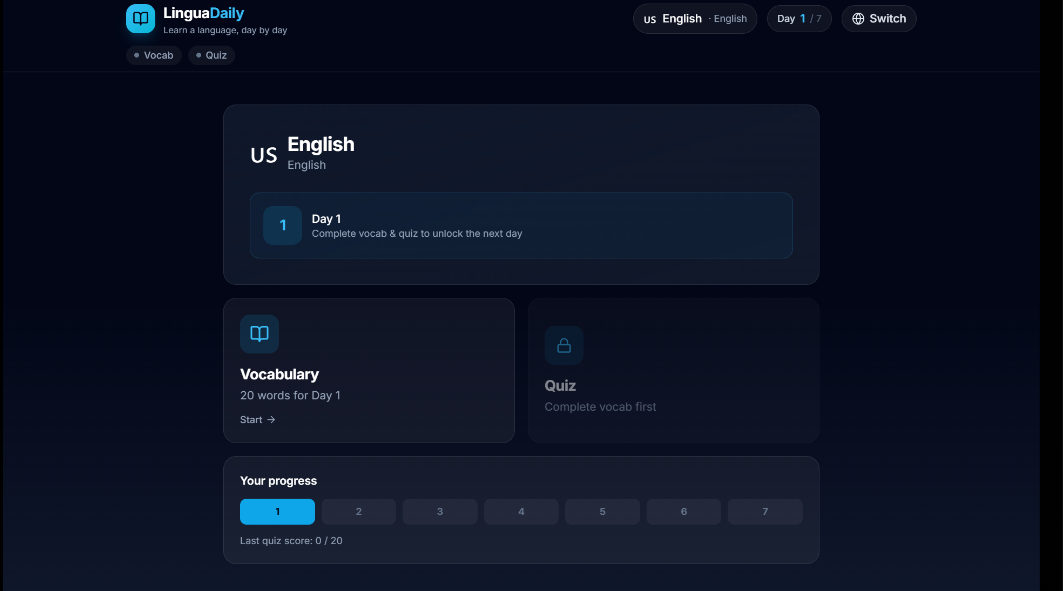 LinguaDaily
Learn a language, day by day
US English · English
Day 1 / 7
Switch
Vocab
Quiz
US
English
English
1
Day 1
Complete vocab & quiz to unlock the next day
Vocabulary
20 words for Day 1
Start →
Quiz
Complete vocab first
Your progress
1 2 3 4 5 6 7
Last quiz score: 0 / 20